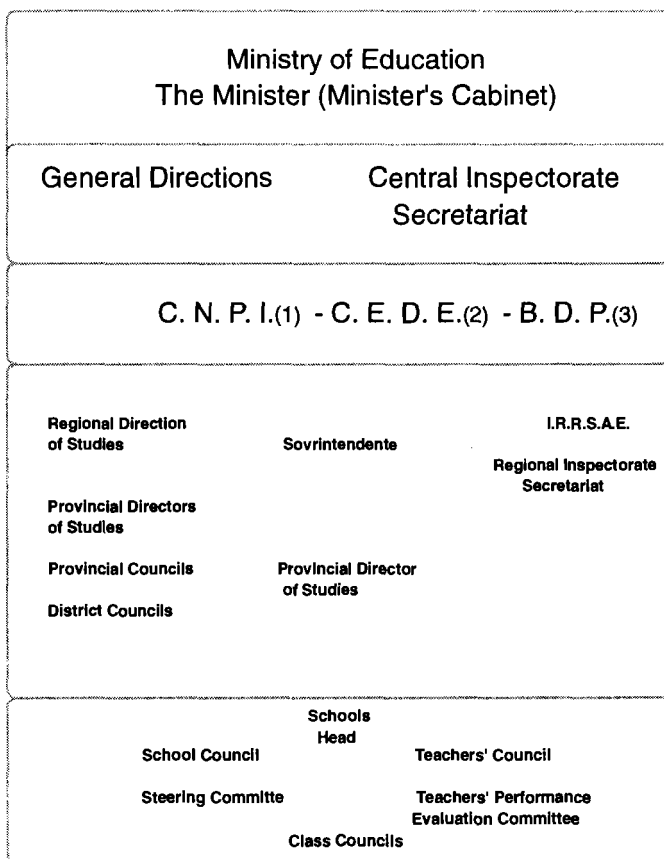 Ministry of Education
The Minister (Minister's Cabinet)
General Directions
Central Inspectorate
Secretariat
C. N. P. I.(1) - C. E. D. E.(2) - B. D. P.(3)
Regional Direction
of Studies
Sovrintendente
I.R.R.S.A.E.
Regional Inspectorate
Secretariat
Provincial Directors
of Studies
Provincial Councils
Provincial Director
of Studies
District Councils
Schools
Head
School Council
Teachers' Council
Steering Committe
Teachers' Performance
Evaluation Committee
Class Councils